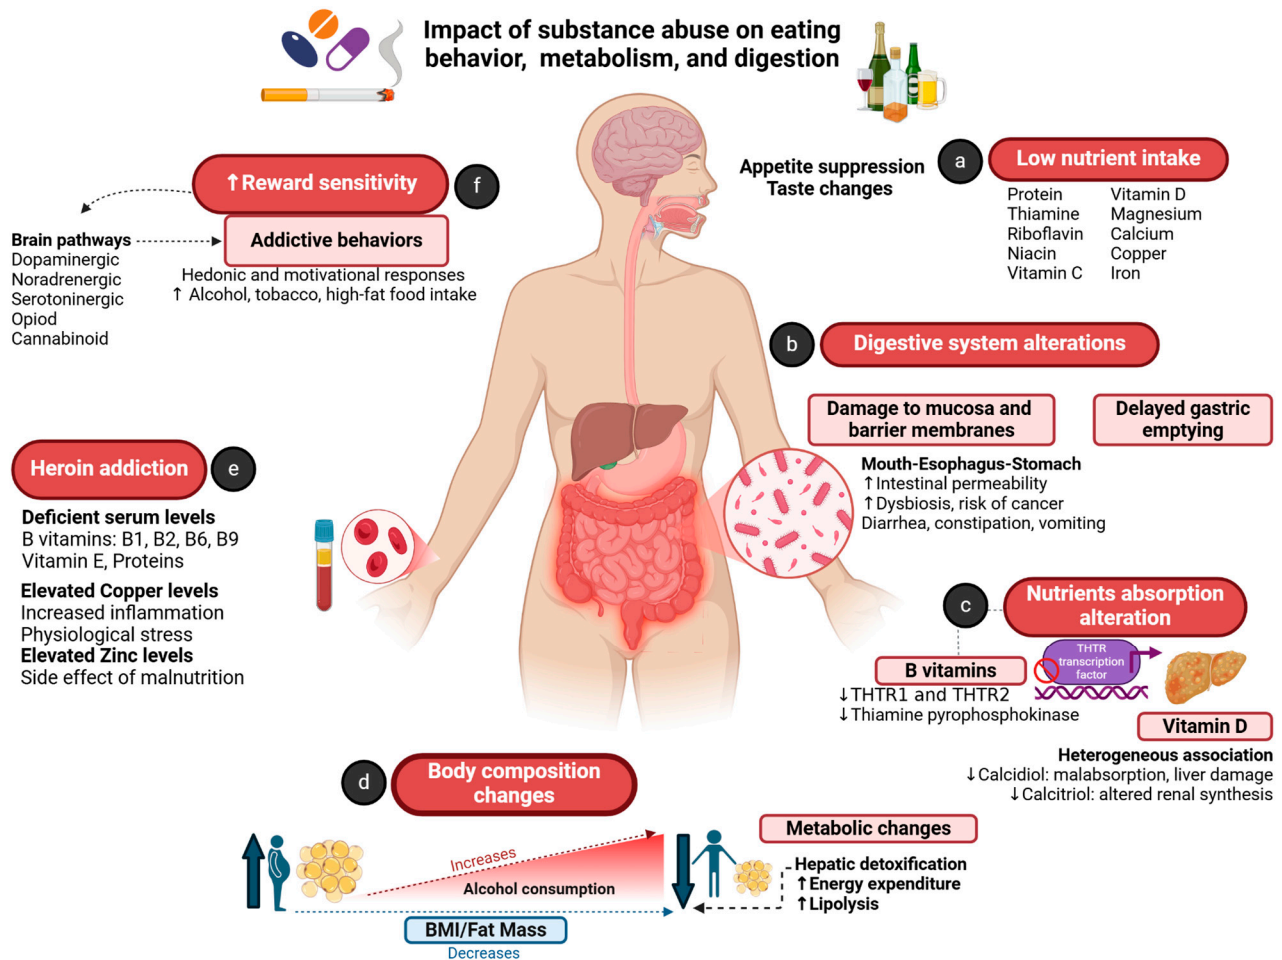 Impact of substance abuse on eating
behavior, metabolism, and digestion
Appetite suppression
Taste changes
a
Low nutrient intake
Protein
Thiamine
Riboflavin
Niacin
Vitamin C
Vitamin D
Magnesium
Calcium
Copper
Iron
↑Reward sensitivity
f
Addictive behaviors
Hedonic and motivational responses
↑ Alcohol, tobacco, high-fat food intake
Brain pathways
Dopaminergic
Noradrenergic
Serotoninergic
Opiod
Cannabinoid
b
Digestive system alterations
Damage to mucosa and
barrier membranes
Delayed gastric
emptying
Mouth-Esophagus-Stomach
↑Intestinal permeability
↑Dysbiosis, risk of cancer
Diarrhea, constipation, vomiting
Heroin addiction
e
Deficient serum levels
B vitamins: B1, B2, B6, B9
Vitamin E, Proteins
Elevated Copper levels
Increased inflammation
Physiological stress
Elevated Zinc levels
Side effect of malnutrition
c
Nutrients absorption
alteration
THTR
transcription
factor
B vitamins
↓THTR1 and THTR2
↓Thiamine pyrophosphokinase
Vitamin D
Heterogeneous association
↓Calcidiol: malabsorption, liver damage
↓Calcitriol: altered renal synthesis
d
Body composition
changes
Increases
Alcohol consumption
BMI/Fat Mass
Decreases
Metabolic changes
Hepatic detoxification
↑Energy expenditure
↑Lipolysis